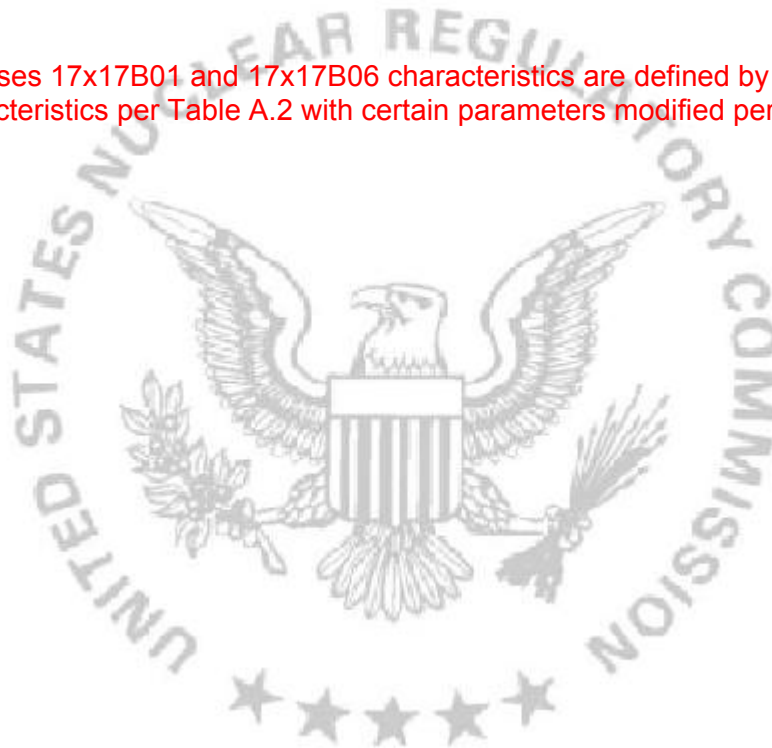 ses 17x17B01 and 17x17B06 characteristics are defined by
cteristics per Table A.2 with certain parameters modified per
UNITED STATES NUCLEAR REGULATORY COMMISSION